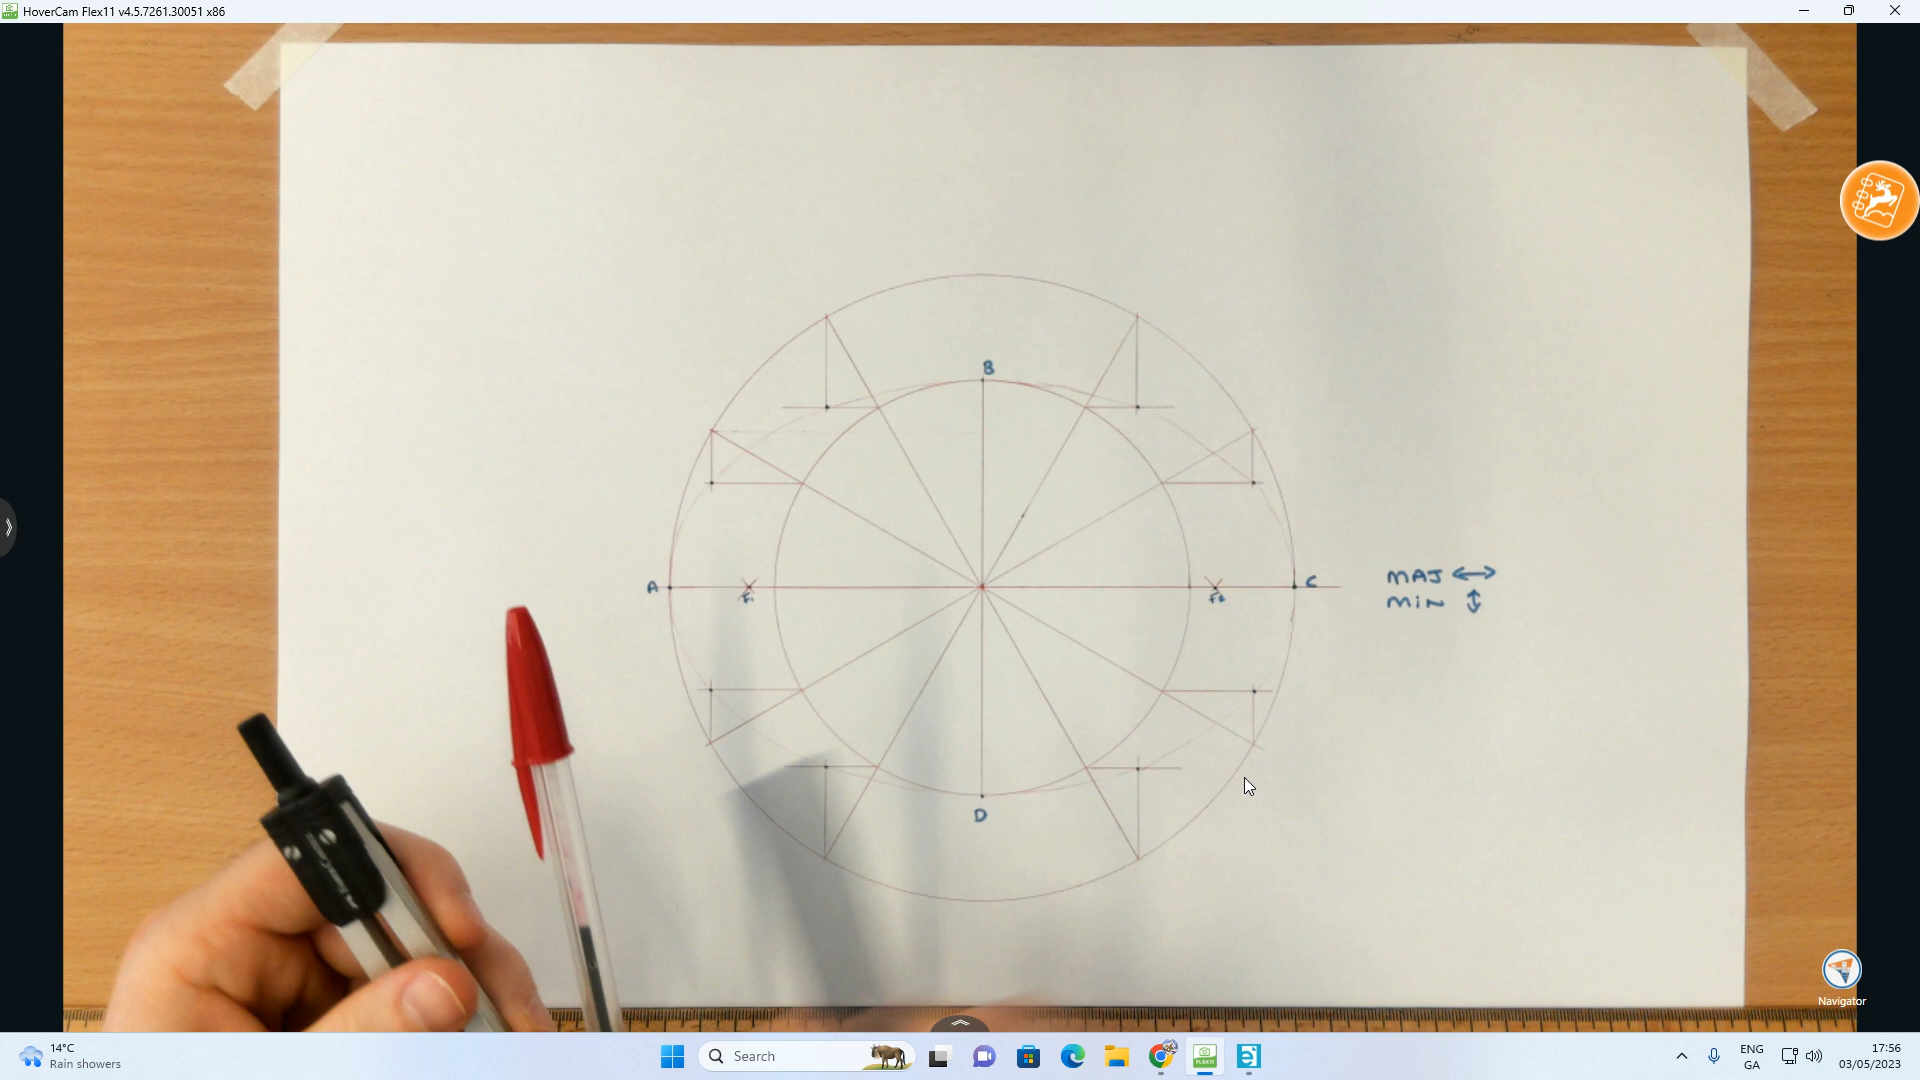 HoverCam Flex11 v4.5.7261.30051 x86
B
A
F1
F2
C
MAJ ↔
MIN ↕
D
Navigator
14°C
Rain showers
Search
FLEX11
ENG
GA
17:56
03/05/2023